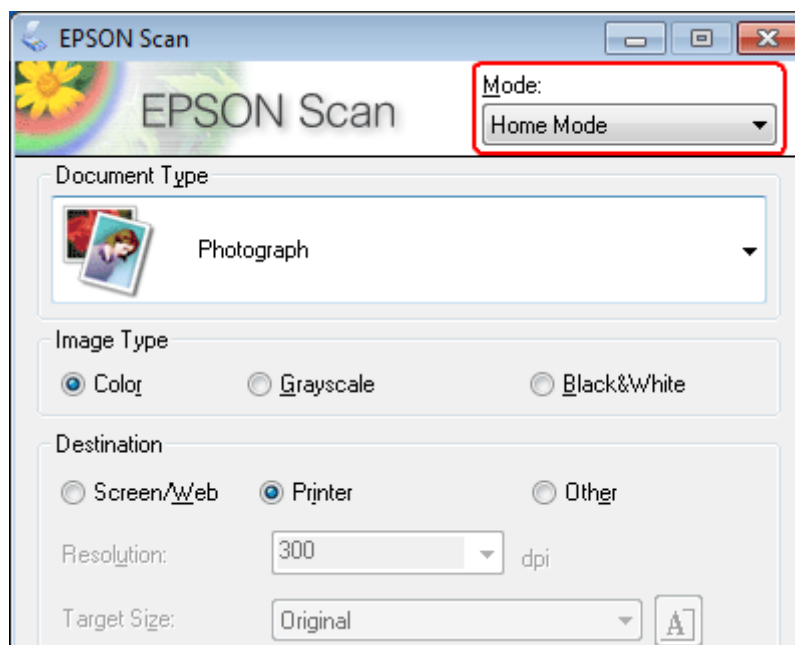 EPSON Scan
EPSON Scan
Mode:
Home Mode
Document Type
Photograph
Image Type
Color Grayscale Black&White
Destination
Screen/Web Printer Other
Resolution: 300 dpi
Target Size: Original A